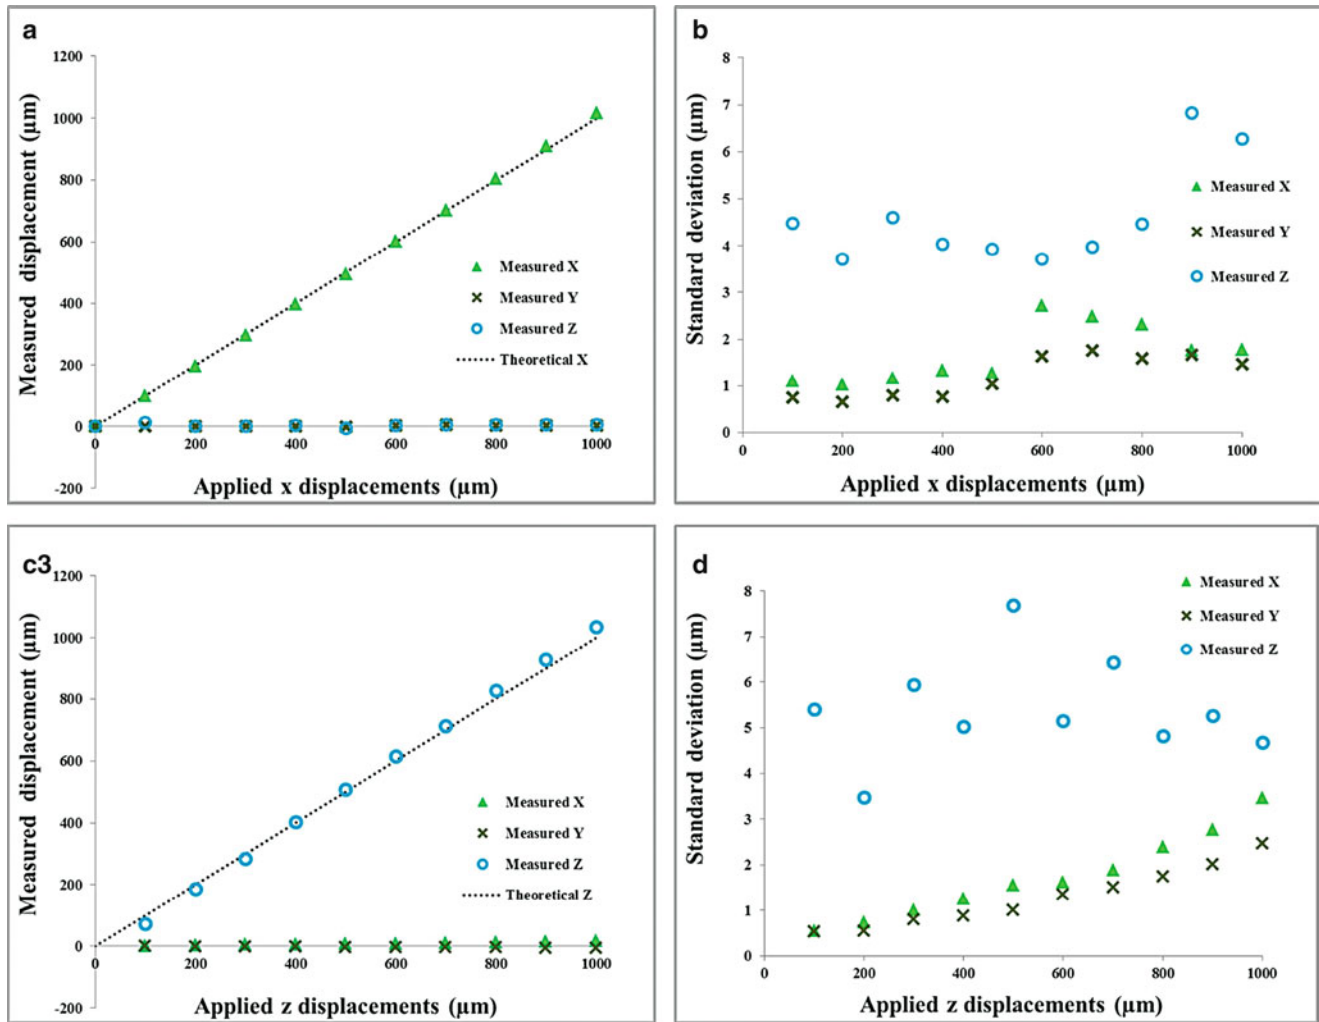 a
1200
1000
800
600
400
200
0
-200
0 200 400 600 800 1000
Measured displacement (µm)
Applied x displacements (µm)
Measured X
Measured Y
Measured Z
Theoretical X
b
8
7
6
5
4
3
2
1
0
0 200 400 600 800 1000
Standard deviation (µm)
Applied x displacements (µm)
Measured X
Measured Y
Measured Z
c3
1200
1000
800
600
400
200
0
-200
0 200 400 600 800 1000
Measured displacement (µm)
Applied z displacements (µm)
Measured X
Measured Y
Measured Z
Theoretical Z
d
8
7
6
5
4
3
2
1
0
0 200 400 600 800 1000
Standard deviation (µm)
Applied z displacements (µm)
Measured X
Measured Y
Measured Z